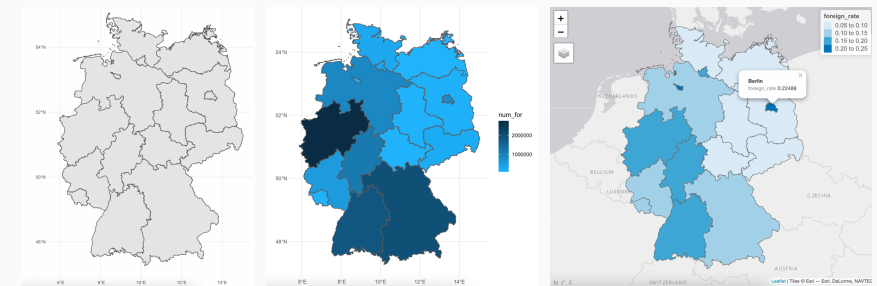 54°N
52°N
50°N
48°N
6°E
8°E
10°E
12°E
14°E
54°N
52°N
50°N
48°N
6°E
8°E
10°E
12°E
14°E
num_for
2000000
1000000
+
−
foreign_rate
0.05 to 0.10
0.10 to 0.15
0.15 to 0.20
0.20 to 0.25
Berlin
foreign_rate 0.22488
×
NETHERLANDS
BELGIUM
LUXEMB
CZECHIA
AUSTRIA
SWITZERLAND
N C E
Leaflet | Tiles © Esri — Esri, DeLorme, NAVTEQ